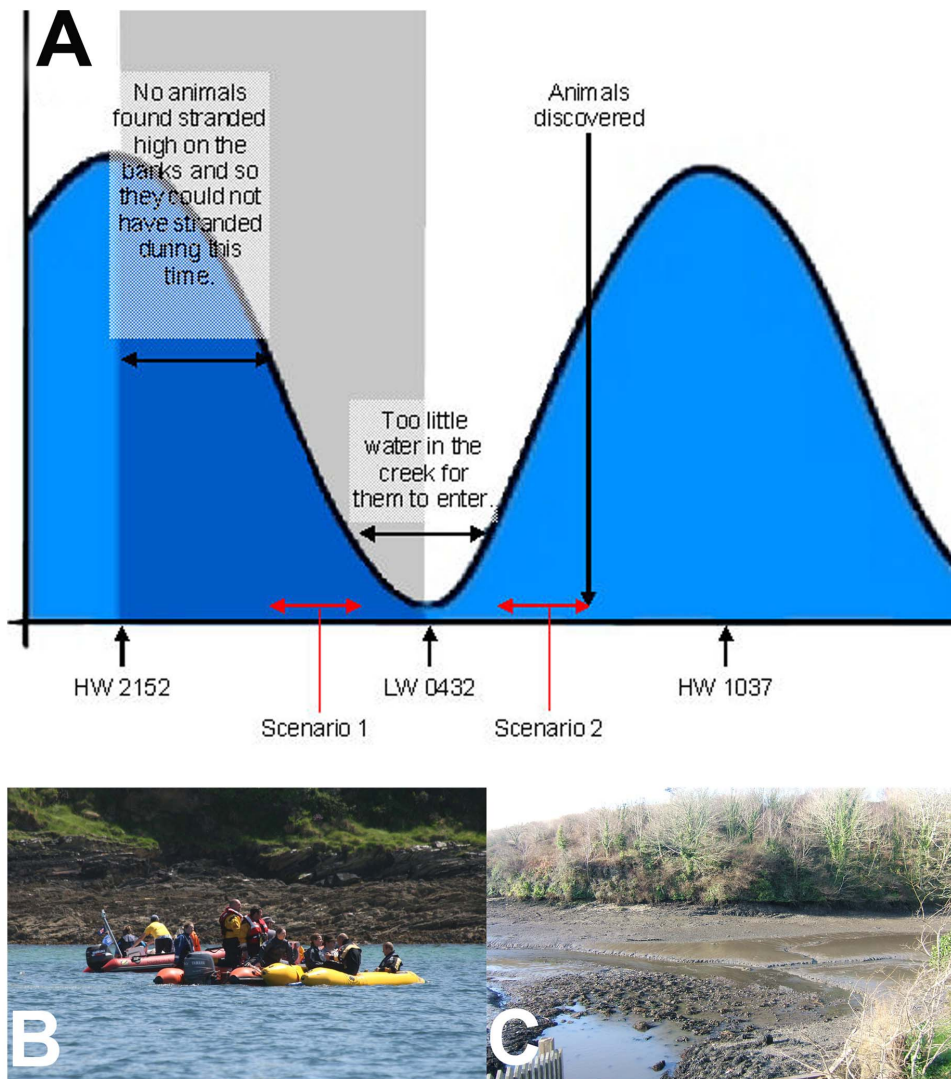 A
No animals
found stranded
high on the
banks and so
they could not
have stranded
during this
time.
Animals
discovered
Too little
water in the
creek for
them to enter.
HW 2152
LW 0432
HW 1037
Scenario 1
Scenario 2
B
C